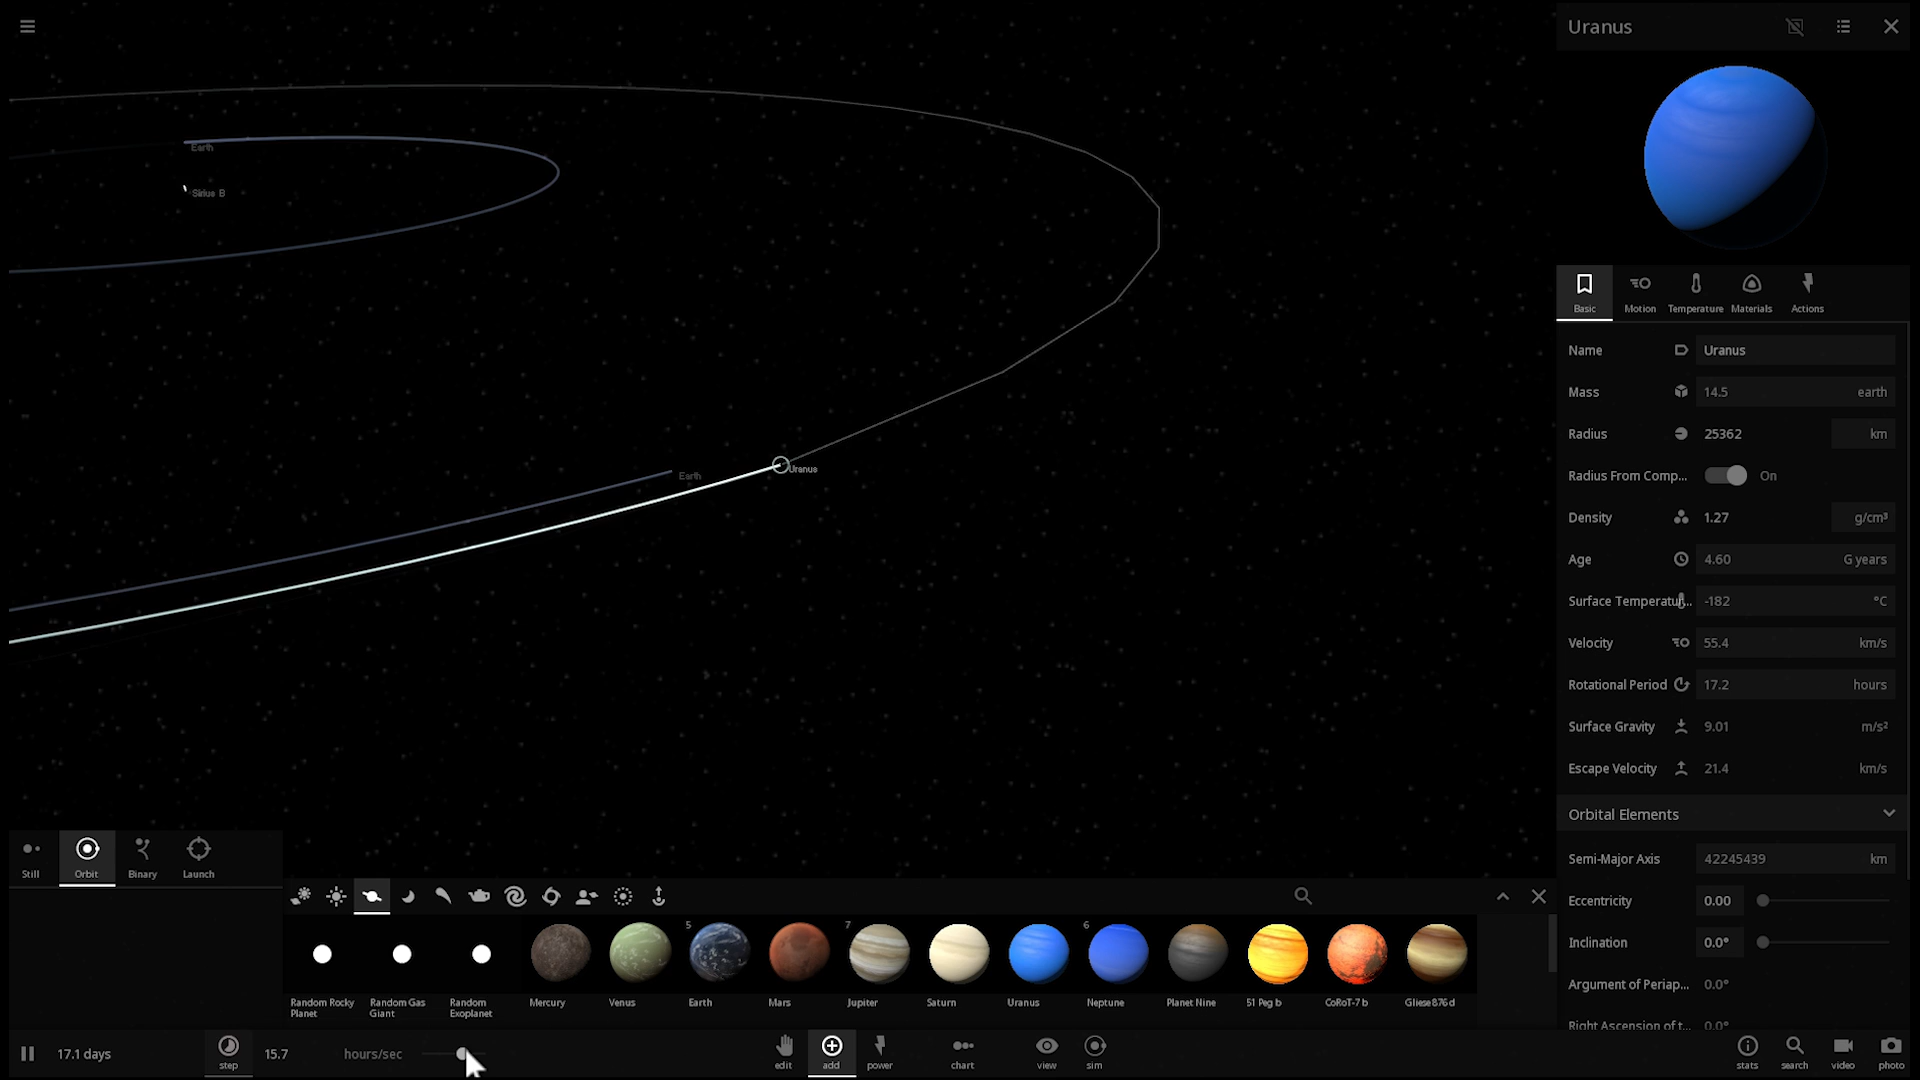 Uranus
Earth
Sirius B
Earth
Uranus
Basic
Motion
Temperature
Materials
Actions
Name
Uranus
Mass
14.5
earth
Radius
25362
km
Radius From Comp...
On
Density
1.27
g/cm³
Age
4.60
G years
Surface Temperatur...
-182
°C
Velocity
55.4
km/s
Rotational Period
17.2
hours
Surface Gravity
9.01
m/s²
Escape Velocity
21.4
km/s
Orbital Elements
Semi-Major Axis
42245439
km
Eccentricity
0.00
Inclination
0.0°
Argument of Periap...
0.0°
Right Ascension of t...
0.0°
Still
Orbit
Binary
Launch
5
7
6
Random Rocky
Planet
Random Gas
Giant
Random
Exoplanet
Mercury
Venus
Earth
Mars
Jupiter
Saturn
Uranus
Neptune
Planet Nine
51 Peg b
CoRoT-7 b
Gliese 876 d
17.1 days
step
15.7
hours/sec
edit
add
power
chart
view
sim
stats
search
video
photo